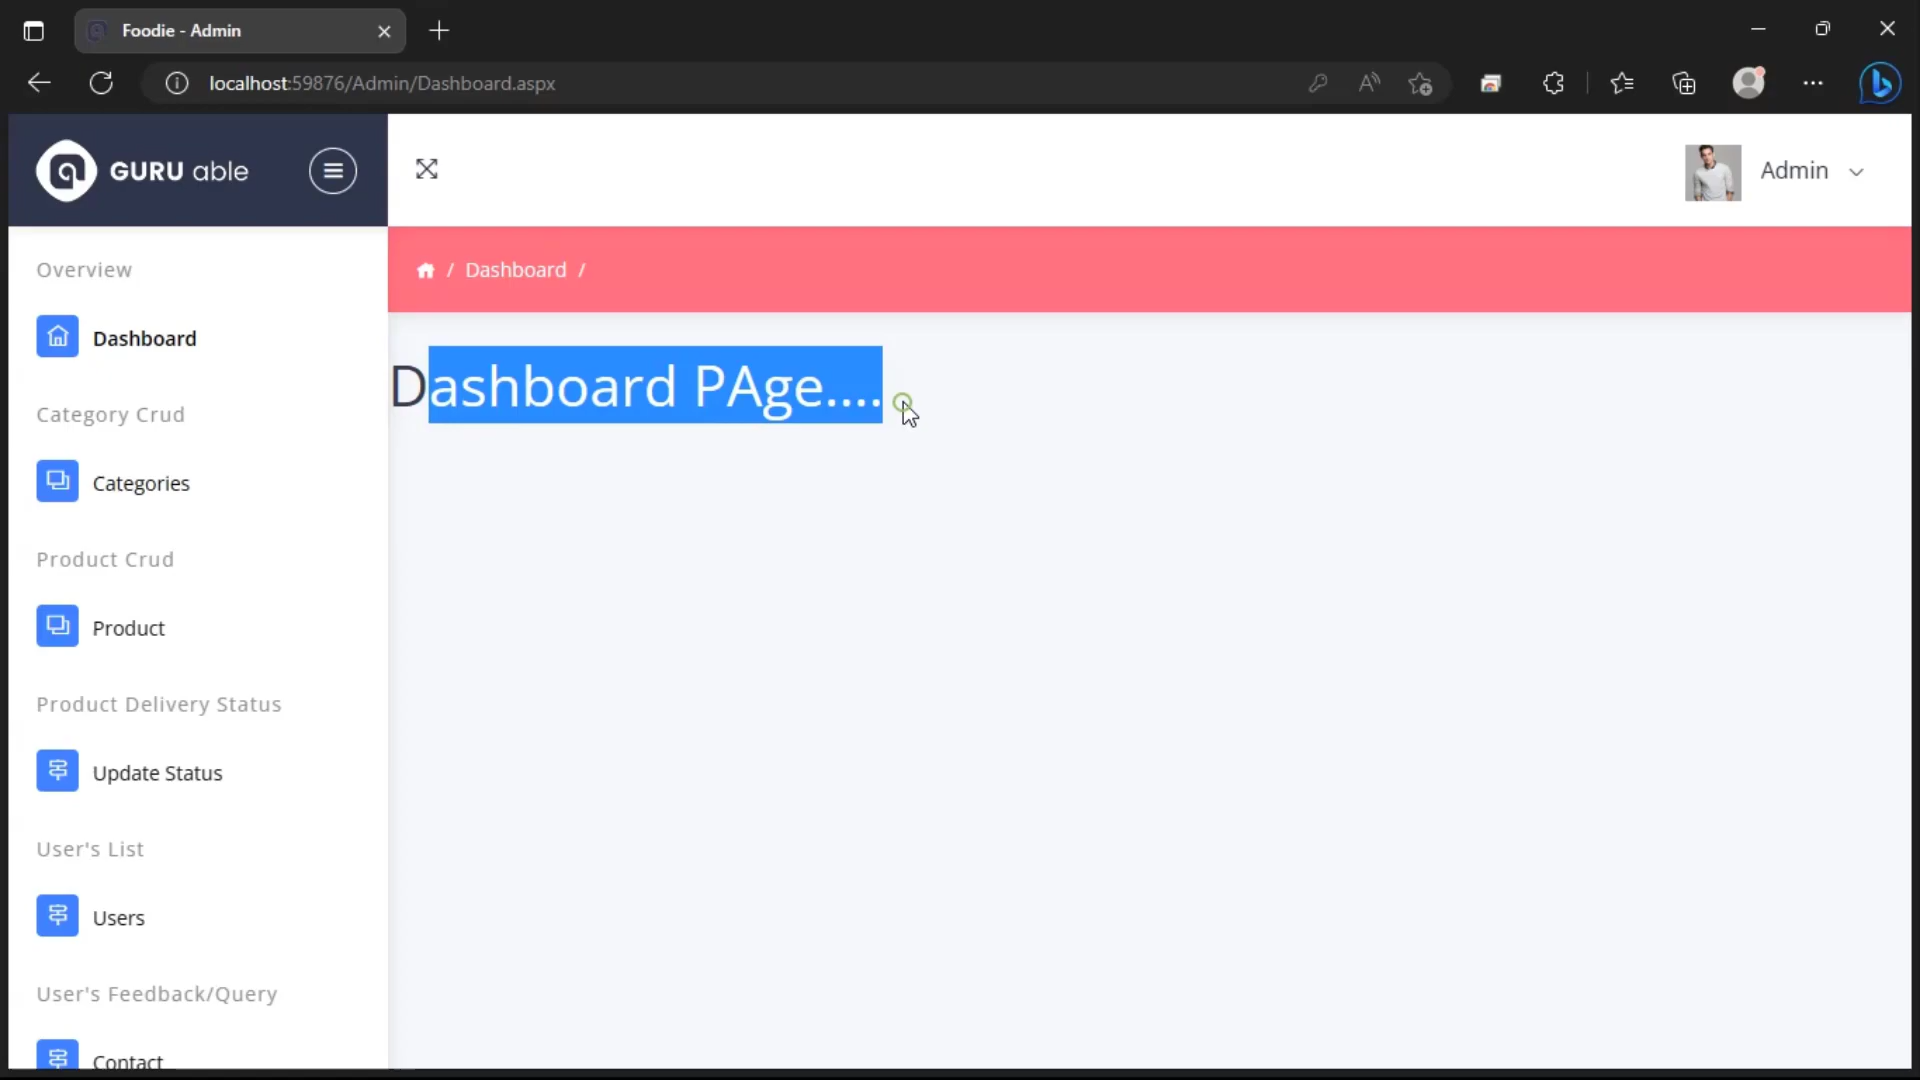 Foodie - Admin
localhost:59876/Admin/Dashboard.aspx
GURU able
Admin
/ Dashboard /
Overview
Dashboard
Dashboard PAge....
Category Crud
Categories
Product Crud
Product
Product Delivery Status
Update Status
User's List
Users
User's Feedback/Query
Contact